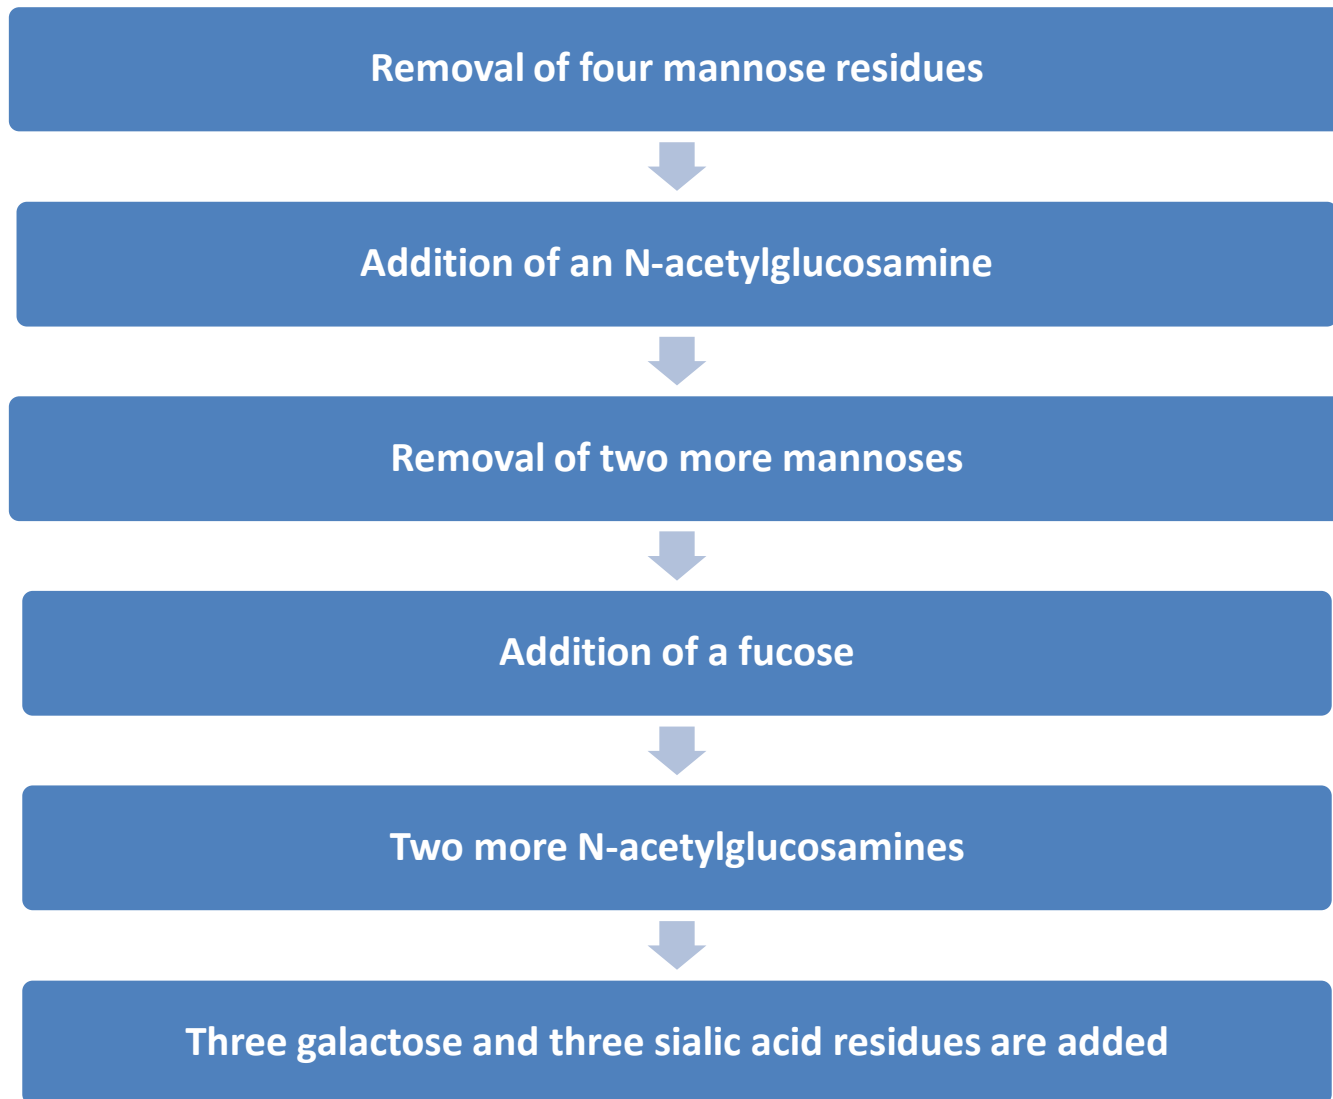 Removal of four mannose residues
Addition of an N-acetylglucosamine
Removal of two more mannoses
Addition of a fucose
Two more N-acetylglucosamines
Three galactose and three sialic acid residues are added